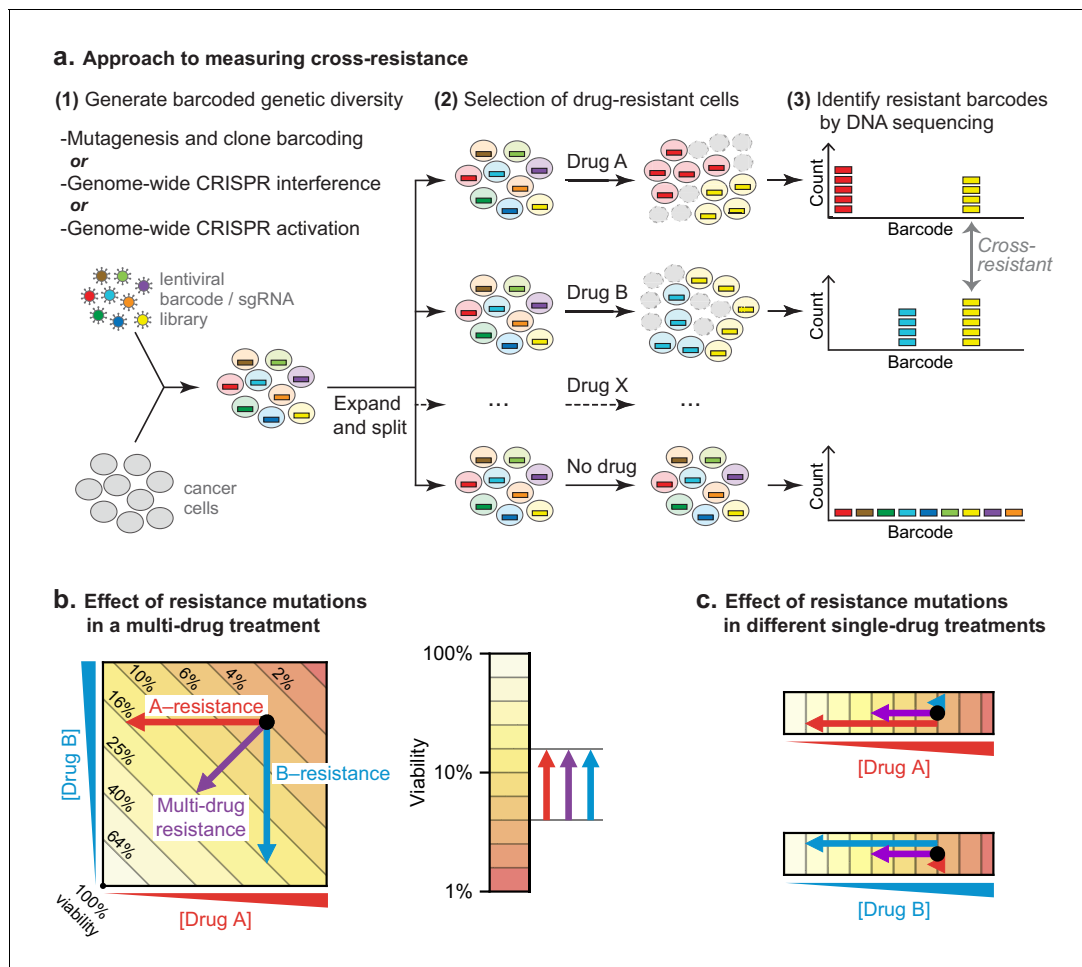 a. Approach to measuring cross-resistance
(1) Generate barcoded genetic diversity
-Mutagenesis and clone barcoding
or
-Genome-wide CRISPR interference
or
-Genome-wide CRISPR activation
lentiviral
barcode / sgRNA
library
cancer
cells
Expand
and split
(2) Selection of drug-resistant cells
Drug A
Drug B
...
Drug X
...
No drug
(3) Identify resistant barcodes
by DNA sequencing
Count
Barcode
Cross-
resistant
Count
Barcode
Count
Barcode
b. Effect of resistance mutations
in a multi-drug treatment
[Drug B]
10%
6%
4%
2%
16%
A–resistance
25%
B–resistance
40%
Multi-drug
resistance
64%
100%
viability
[Drug A]
Viability
100%
10%
1%
c. Effect of resistance mutations
in different single-drug treatments
[Drug A]
[Drug B]